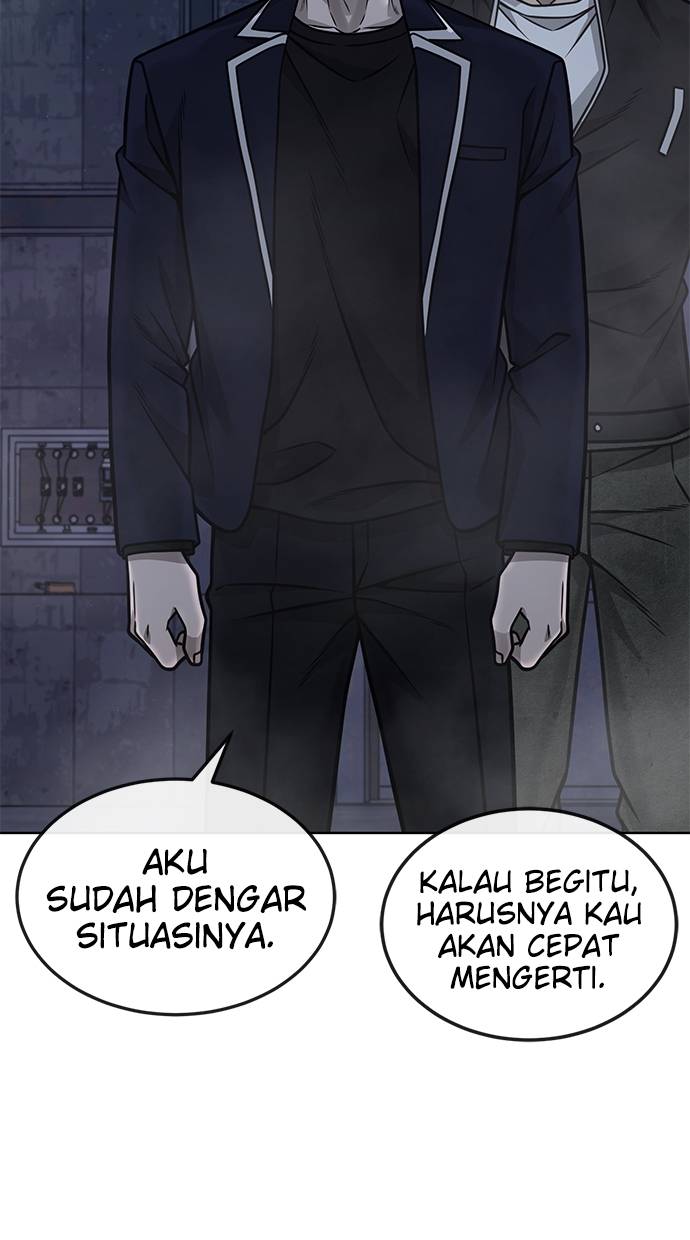 AKU
SUDAH DENGAR
SITUASINYA.
KALAU BEGITU,
HARUSNYA KAU
AKAN CEPAT
MENGERTI.